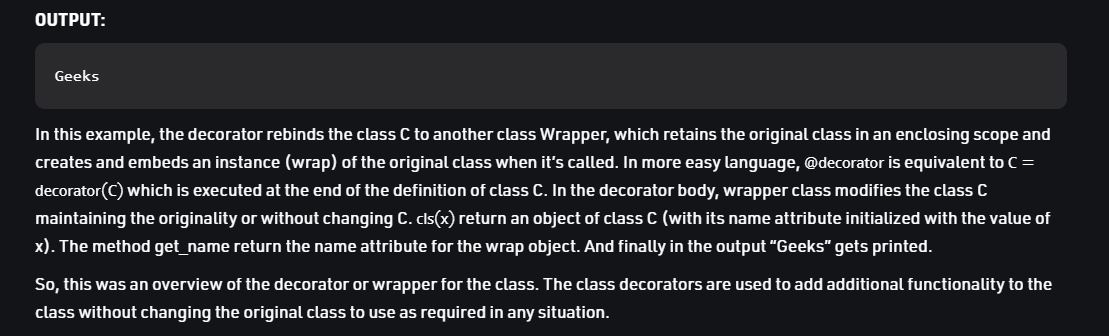 OUTPUT:
Geeks
In this example, the decorator rebinds the class C to another class Wrapper, which retains the original class in an enclosing scope and
creates and embeds an instance (wrap) of the original class when it's called. In more easy language, @decorator is equivalent to C =
decorator(C) which is executed at the end of the definition of class C. In the decorator body, wrapper class modifies the class C
maintaining the originality or without changing C. cls(x) return an object of class C (with its name attribute initialized with the value of
x). The method get_name return the name attribute for the wrap object. And finally in the output “Geeks” gets printed.
So, this was an overview of the decorator or wrapper for the class. The class decorators are used to add additional functionality to the
class without changing the original class to use as required in any situation.